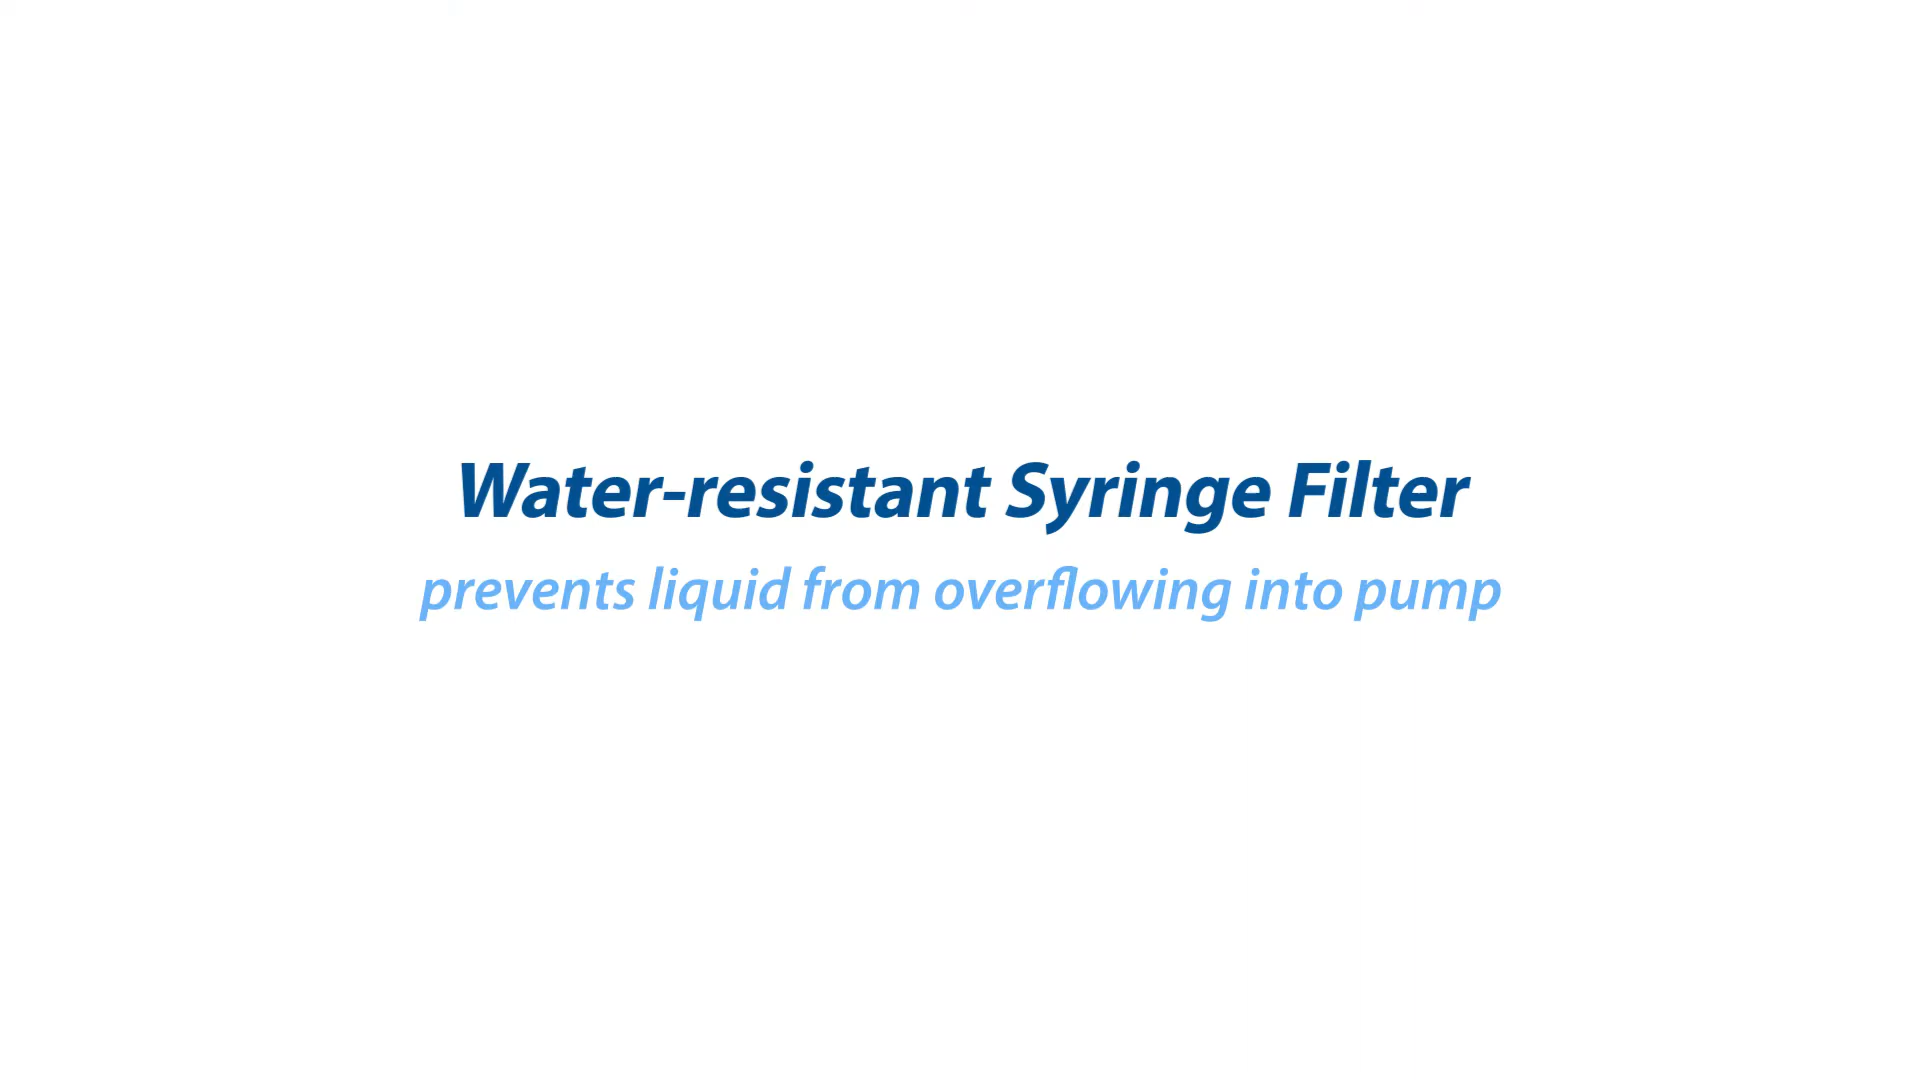 Water-resistant Syringe Filter
prevents liquid from overflowing into pump